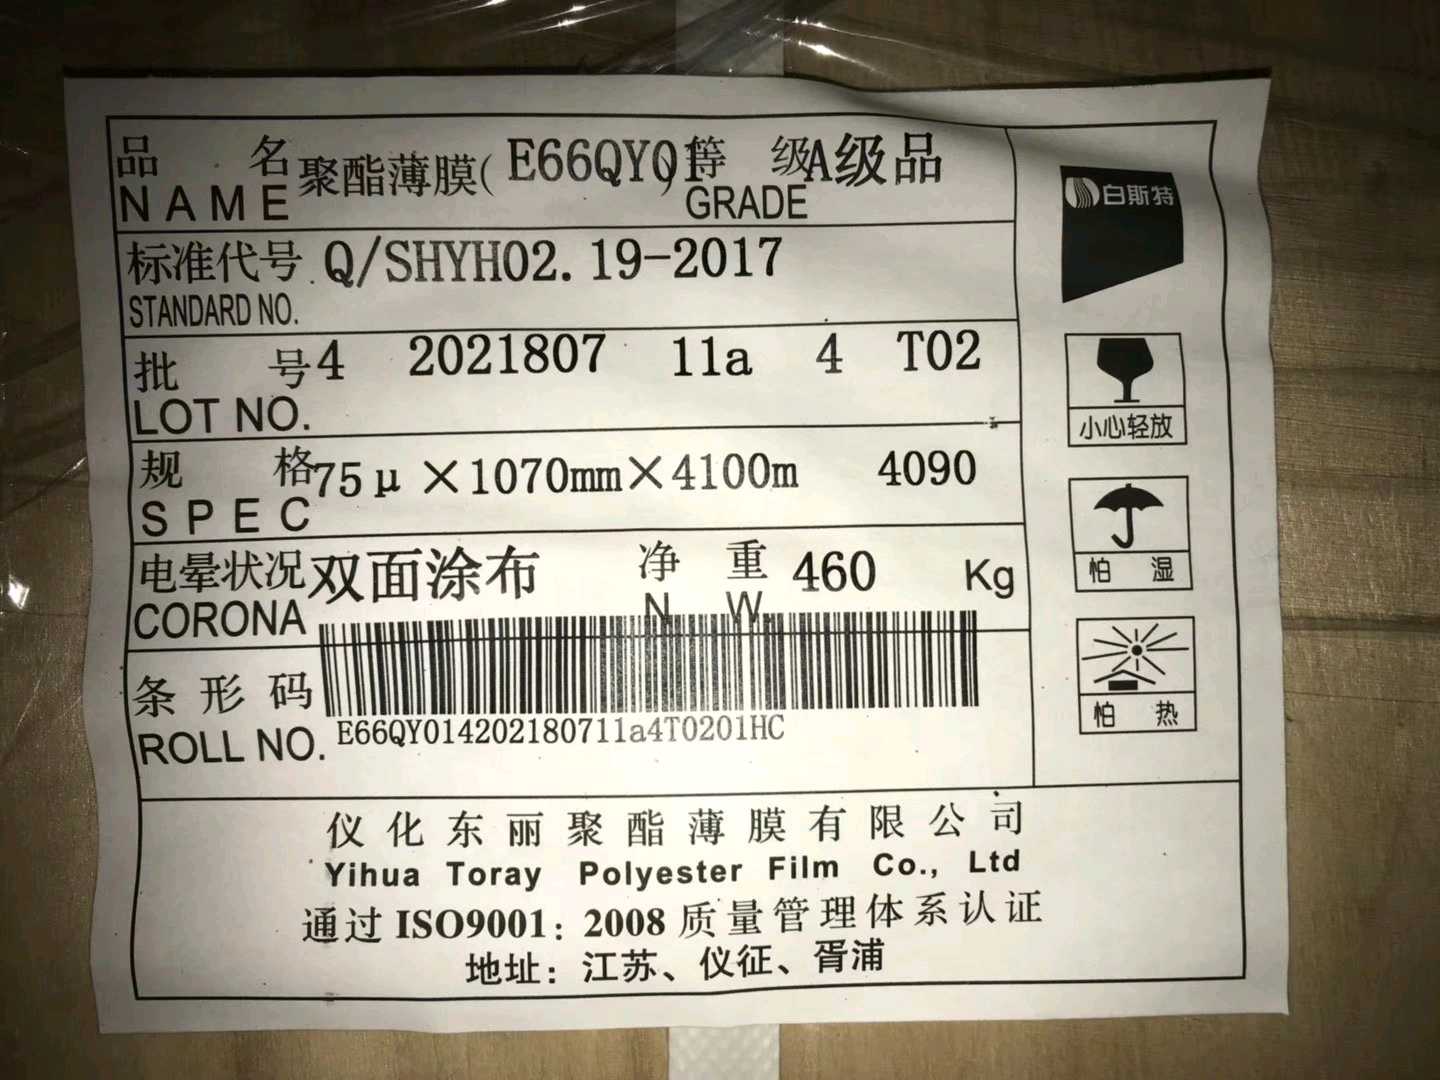 品 名 聚酯薄膜(E66QY01) 等 级 A级品
NAME GRADE
标准代号 Q/SHYH02.19-2017
STANDARD NO.
批 号 4 2021807 11a 4 T02
LOT NO.
规 格 75μ×1070mm×4100m 4090
SPEC
电晕状况 双面涂布 净 重 460 Kg
CORONA N W.
条形码
ROLL NO. E66QY014202180711a4T0201HC
白斯特
小心轻放
怕 湿
怕 热
仪化东丽聚酯薄膜有限公司
Yihua Toray Polyester Film Co., Ltd
通过 ISO9001: 2008 质量管理体系认证
地址: 江苏、仪征、胥浦